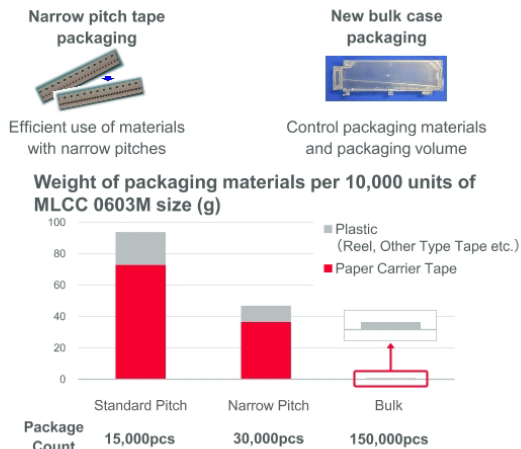 Narrow pitch tape
packaging
New bulk case
packaging
Efficient use of materials
with narrow pitches
Control packaging materials
and packaging volume
Weight of packaging materials per 10,000 units of
MLCC 0603M size (g)
100
80
60
40
20
0
Plastic
（Reel, Other Type Tape etc.）
Paper Carrier Tape
Standard Pitch
Narrow Pitch
Bulk
Package
Count
15,000pcs
30,000pcs
150,000pcs